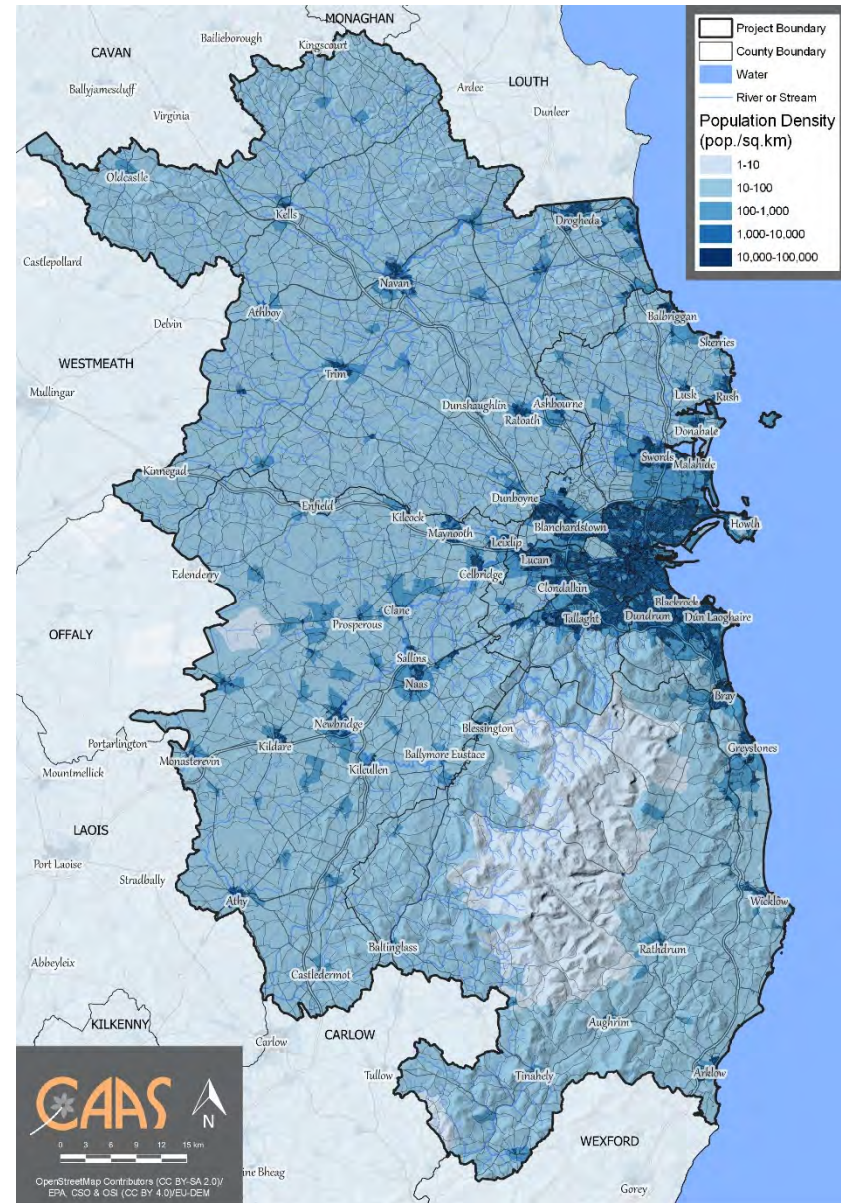 MONAGHAN
CAVAN
Bailieborough
Kingscourt
Ballyjamesduff
Ardee
LOUTH
Virginia
Dunleer
Project Boundary
County Boundary
Water
River or Stream
Population Density
(pop./sq.km)
1-10
10-100
100-1,000
1,000-10,000
10,000-100,000
Oldcastle
Kells
Drogheda
Castlepollard
Navan
Delvin
Athboy
Balbriggan
Skerries
WESTMEATH
Trim
Mullingar
Dunshaughlin
Ashbourne
Ratoath
Lusk
Rush
Donabate
Swords
Malahide
Kinnegad
Enfield
Dunboyne
Kilcock
Maynooth
Blanchardstown
Howth
Leixlip
Lucan
Edenderry
Celbridge
Clondalkin
Clane
Prosperous
Blackrock
Tallaght
Dundrum
Dún Laoghaire
OFFALY
Sallins
Naas
Bray
Newbridge
Blessington
Portarlington
Kildare
Ballymore Eustace
Greystones
Monasterevin
Kilcullen
Mountmellick
LAOIS
Port Laoise
Stradbally
Athy
Wicklow
Baltinglass
Rathdrum
Abbeyleix
Castledermot
KILKENNY
Aughrim
Carlow
CARLOW
Tullow
Tinahely
Arklow
WEXFORD
Gorey
ine Bheag
CAAS
N
0 3 6 9 12 15 km
OpenStreetMap Contributors (CC BY-SA 2.0)/
EPA, CSO & OSi (CC BY 4.0)/EU-DEM